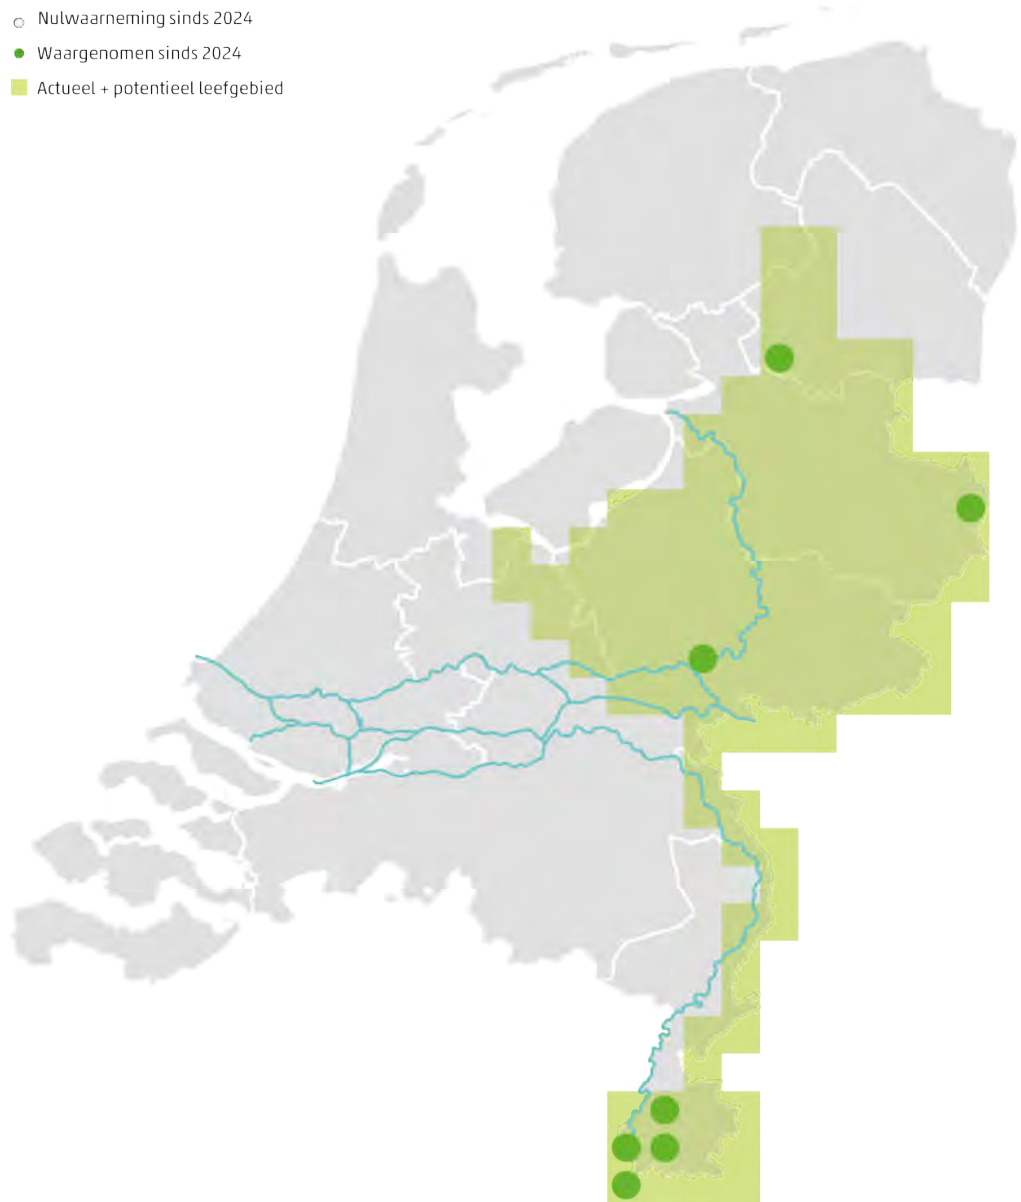 Nulwaarneming sinds 2024
Waargenomen sinds 2024
Actueel + potentieel leefgebied